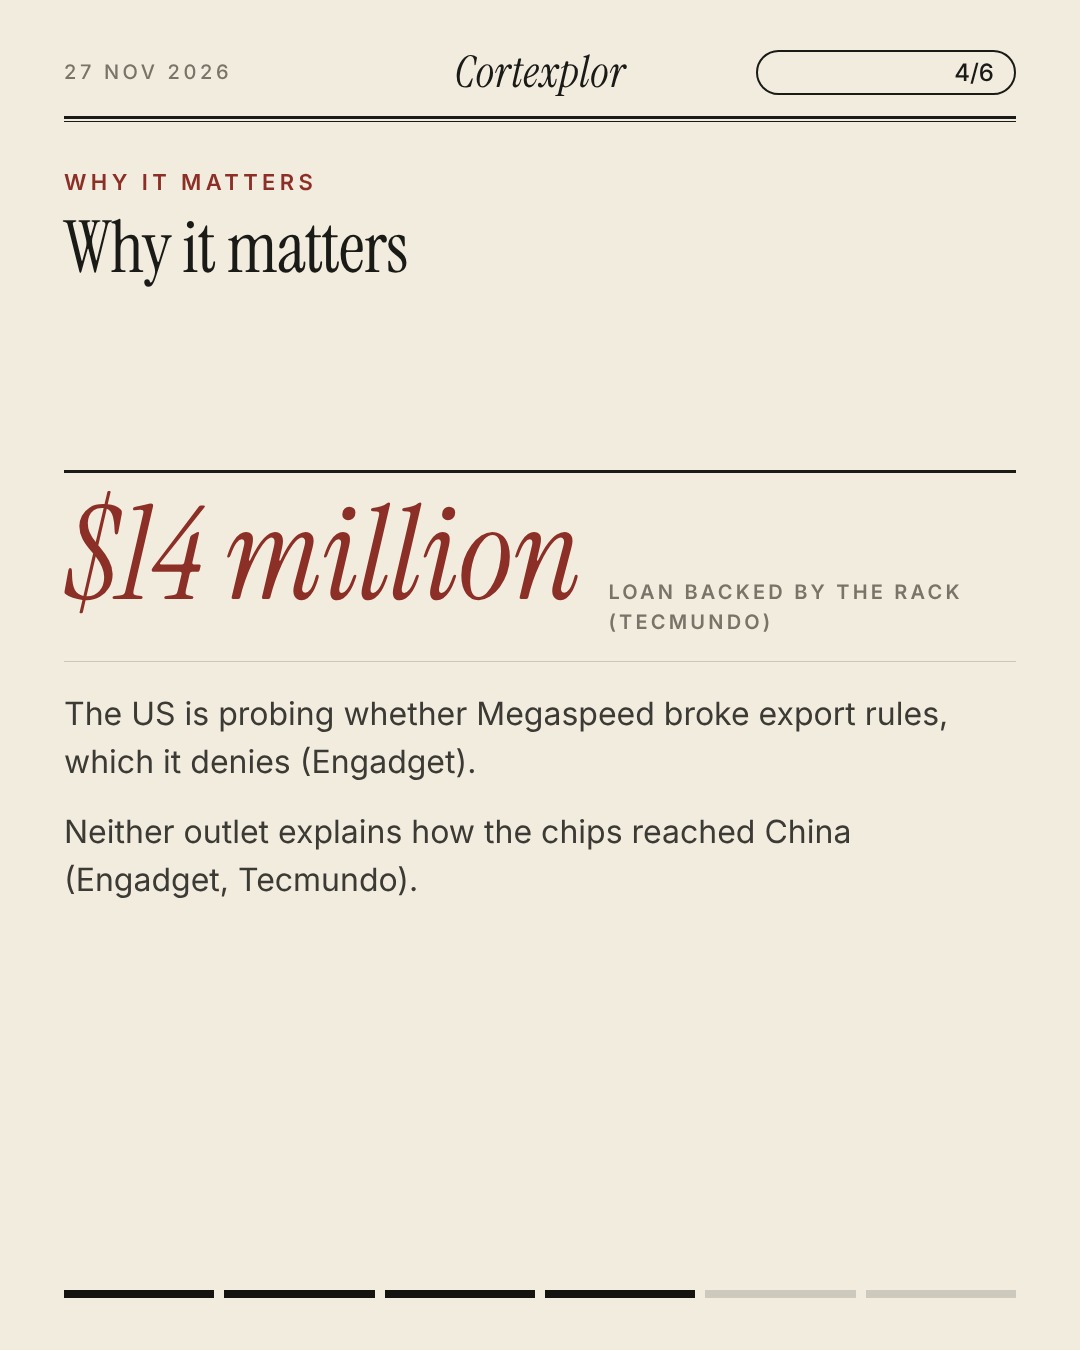 27 NOV 2026
Cortexplor
4/6
WHY IT MATTERS
Why it matters
$14 million
LOAN BACKED BY THE RACK
(TECMUNDO)
The US is probing whether Megaspeed broke export rules,
which it denies (Engadget).
Neither outlet explains how the chips reached China
(Engadget, Tecmundo).